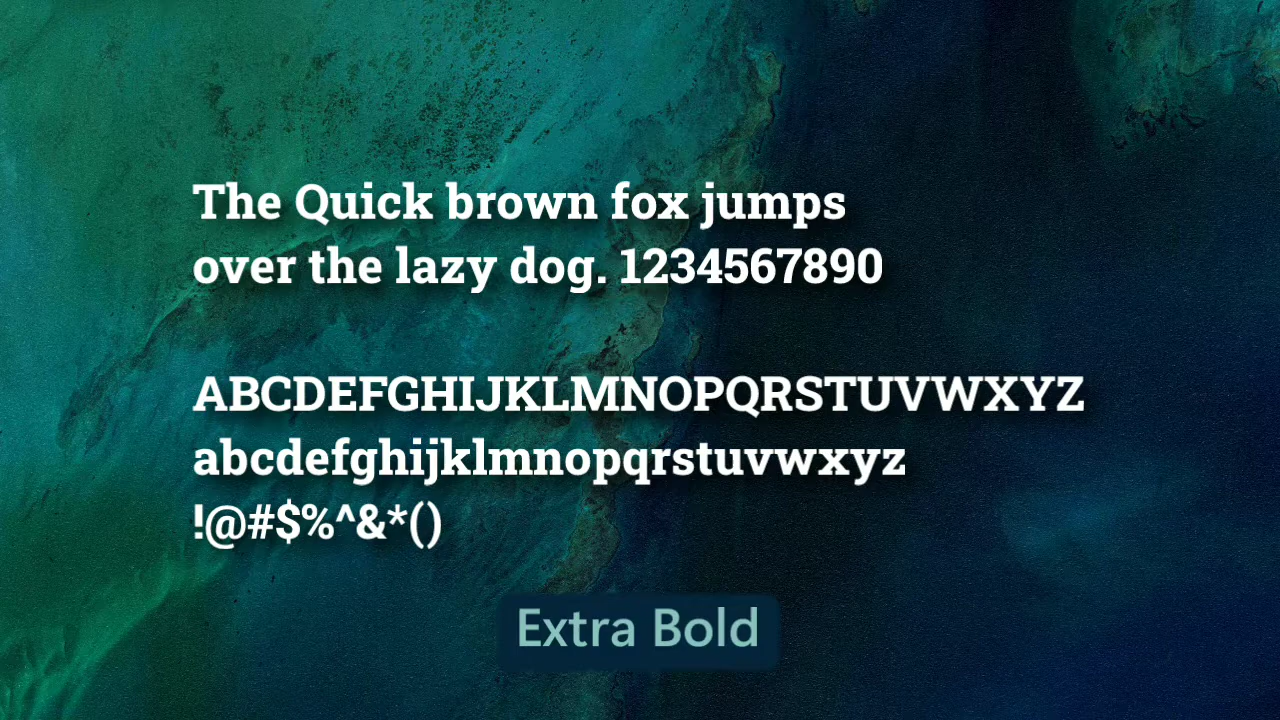 The Quick brown fox jumps
over the lazy dog. 1234567890
ABCDEFGHIJKLMNOPQRSTUVWXYZ
abcdefghijklmnopqrstuvwxyz
!@#$%^&*()
Extra Bold